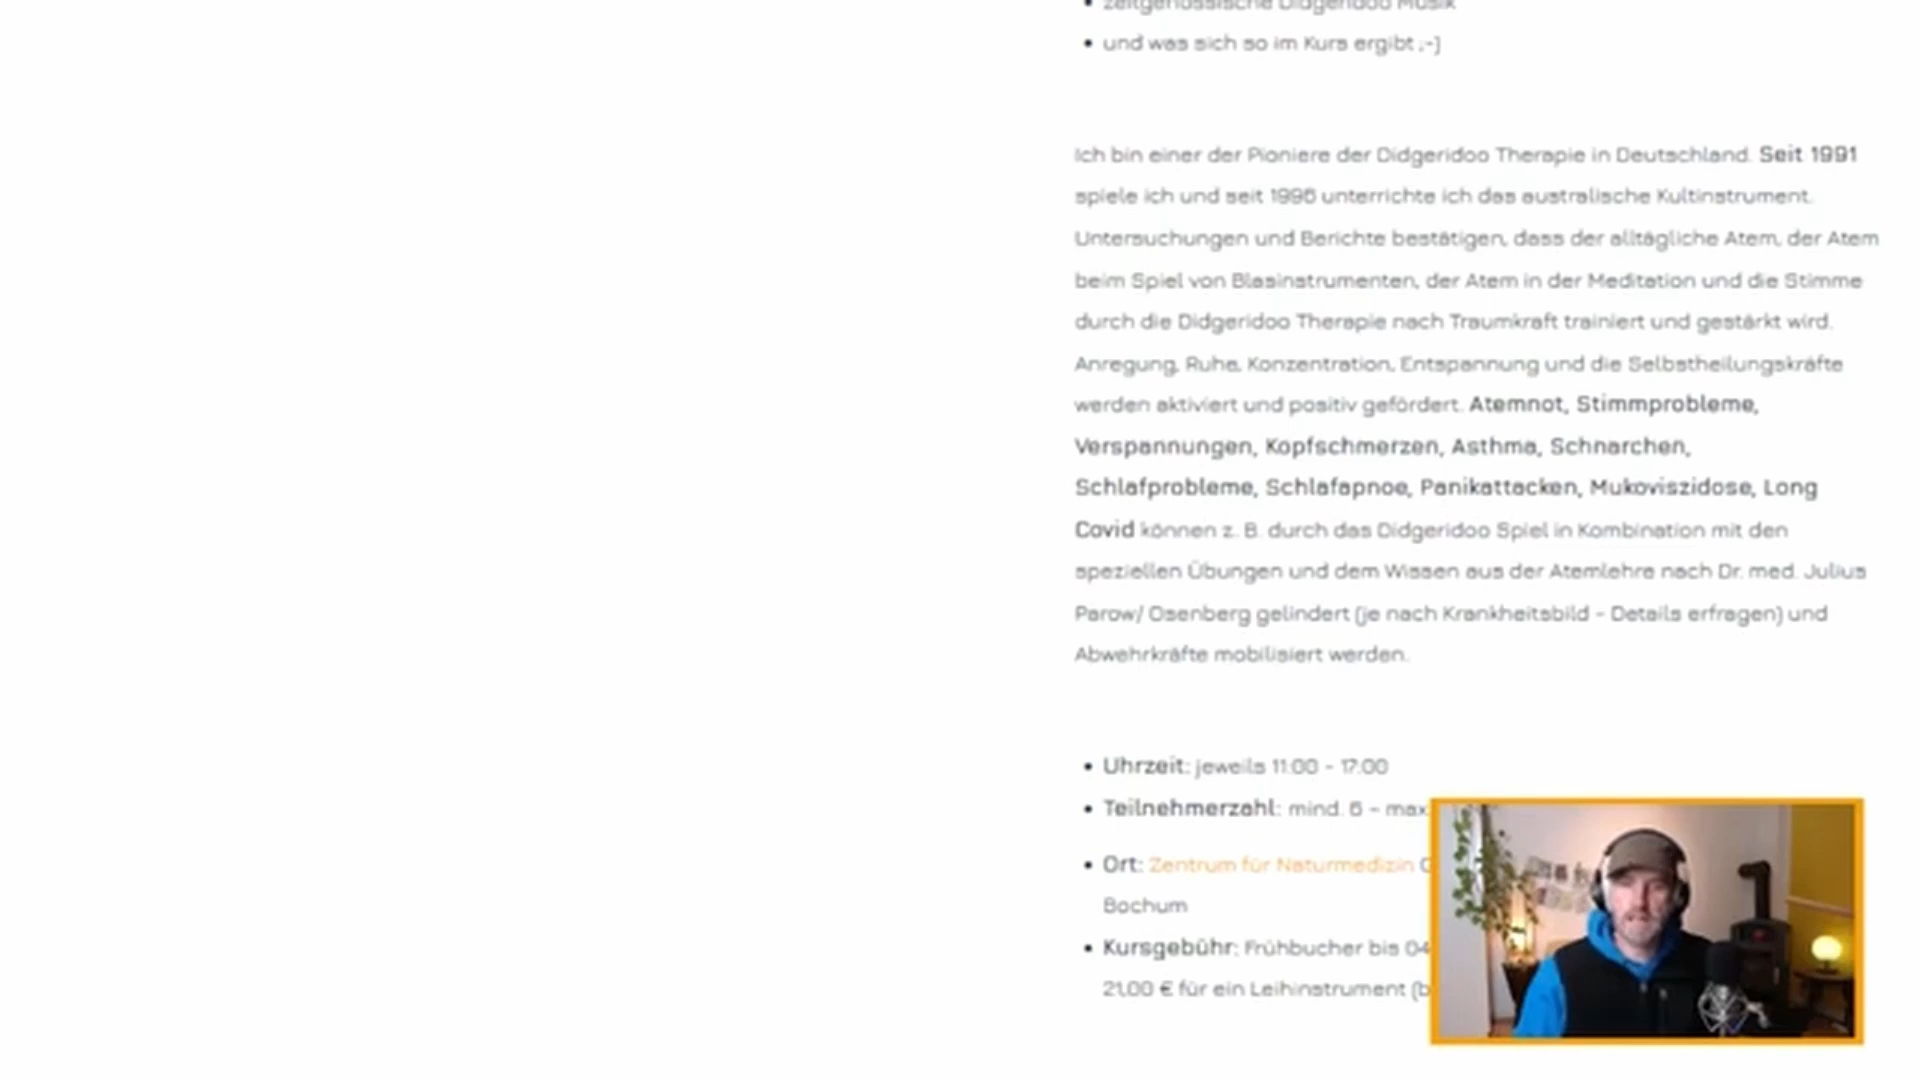 zeitgenössische Didgeridoo Musik
und was sich so im Kurs ergibt ;-)
Ich bin einer der Pioniere der Didgeridoo Therapie in Deutschland. Seit 1991
spiele ich und seit 1996 unterrichte ich das australische Kultinstrument.
Untersuchungen und Berichte bestätigen, dass der alltägliche Atem, der Atem
beim Spiel von Blasinstrumenten, der Atem in der Meditation und die Stimme
durch die Didgeridoo Therapie nach Traumkraft trainiert und gestärkt wird.
Anregung, Ruhe, Konzentration, Entspannung und die Selbstheilungskräfte
werden aktiviert und positiv gefördert. Atemnot, Stimmprobleme,
Verspannungen, Kopfschmerzen, Asthma, Schnarchen,
Schlafprobleme, Schlafapnoe, Panikattacken, Mukoviszidose, Long
Covid können z. B. durch das Didgeridoo Spiel in Kombination mit den
speziellen Übungen und dem Wissen aus der Atemlehre nach Dr. med. Julius
Parow/ Osenberg gelindert (je nach Krankheitsbild - Details erfragen) und
Abwehrkräfte mobilisiert werden.
Uhrzeit: jeweils 11:00 - 17:00
Teilnehmerzahl: mind. 6 - max
Ort: Zentrum für Naturmedizin
Bochum
Kursgebühr: Frühbucher bis 04
21,00 € für ein Leihinstrument (b